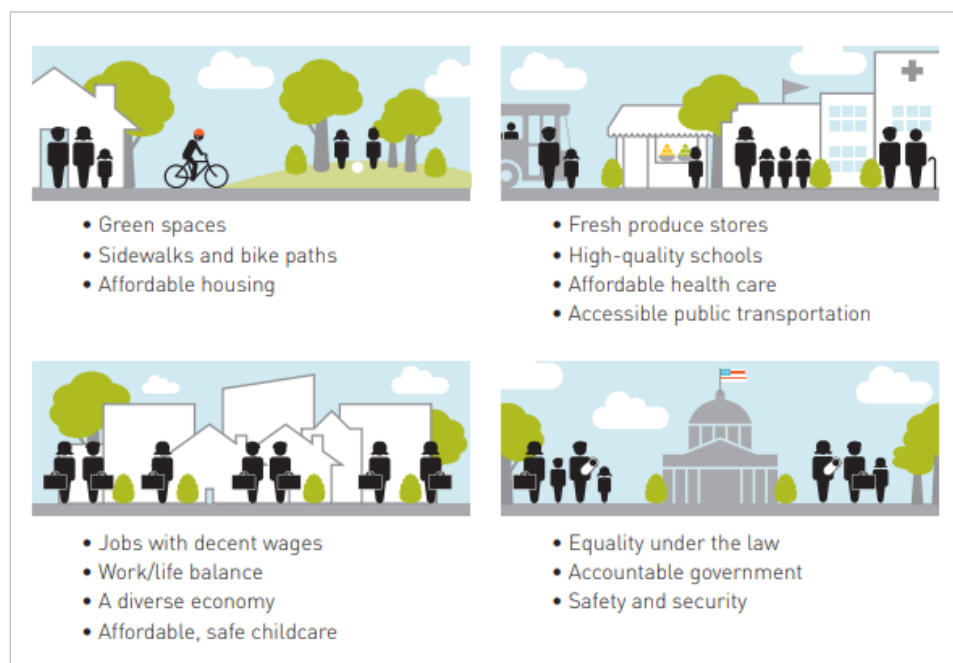 • Green spaces
• Sidewalks and bike paths
• Affordable housing
• Fresh produce stores
• High-quality schools
• Affordable health care
• Accessible public transportation
• Jobs with decent wages
• Work/life balance
• A diverse economy
• Affordable, safe childcare
• Equality under the law
• Accountable government
• Safety and security